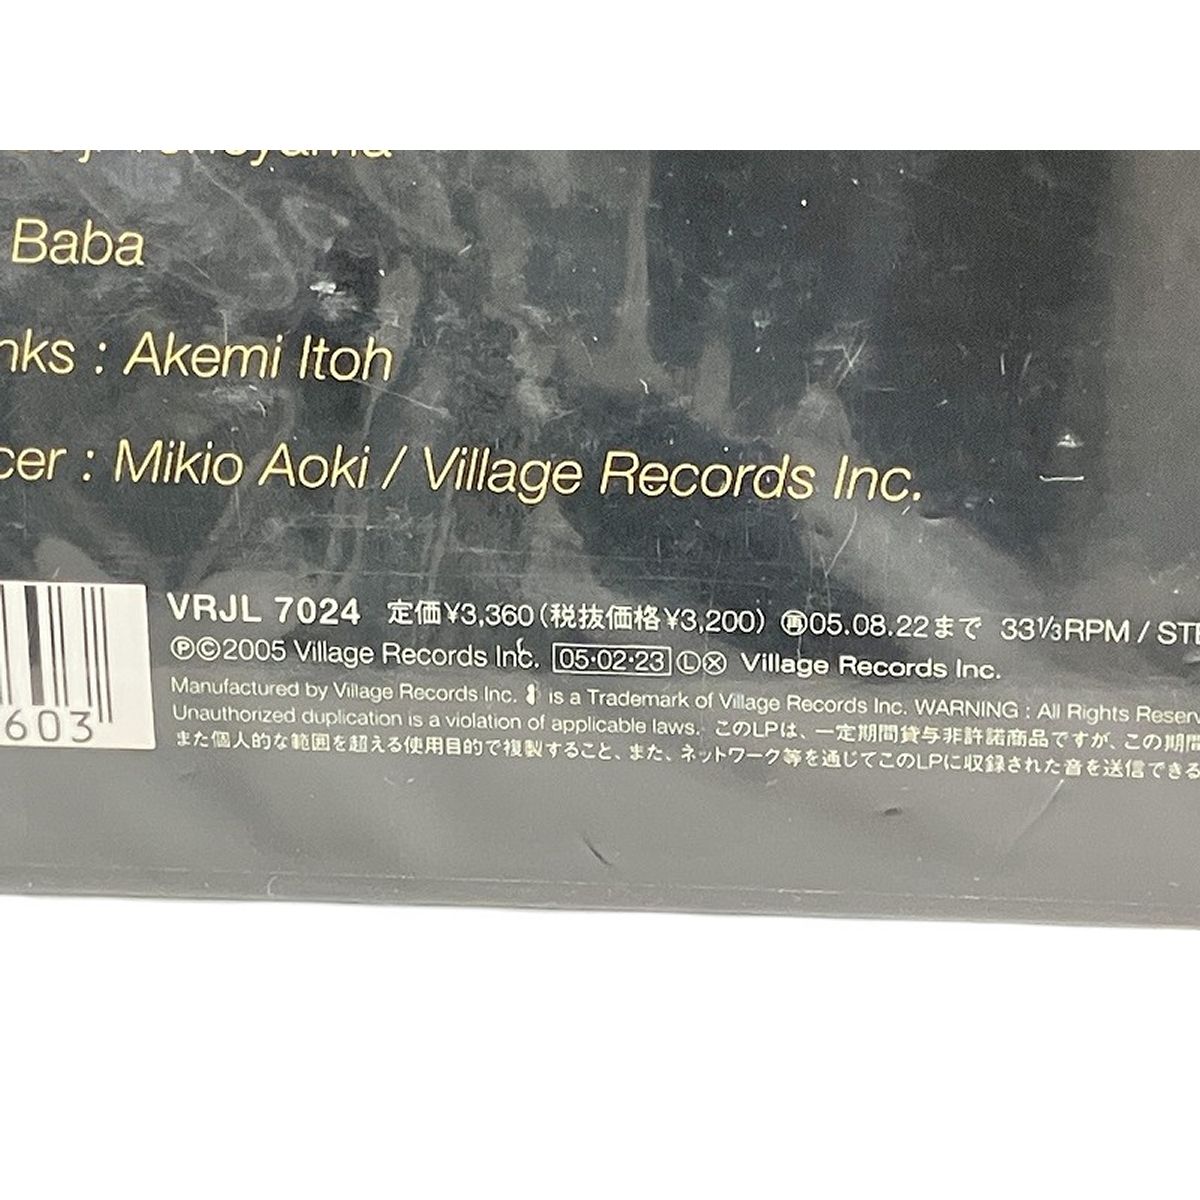 Baba
nks : Akemi Itoh
cer : Mikio Aoki / Village Records Inc.
603
VRJL 7024 定価¥3,360(税抜価格¥3,200) 再05.08.22まで 331/3RPM / STE
ⓅⒸ2005 Village Records Inc. 05・02・23 ⓁⓍ Village Records Inc.
Manufactured by Village Records Inc. is a Trademark of Village Records Inc. WARNING : All Rights Reser
Unauthorized duplication is a violation of applicable laws. このLPは、一定期間貸与非許諾商品ですが、この期間
また個人的な範囲を超える使用目的で複製すること、また、ネットワーク等を通じてこのLPに収録された音を送信できる